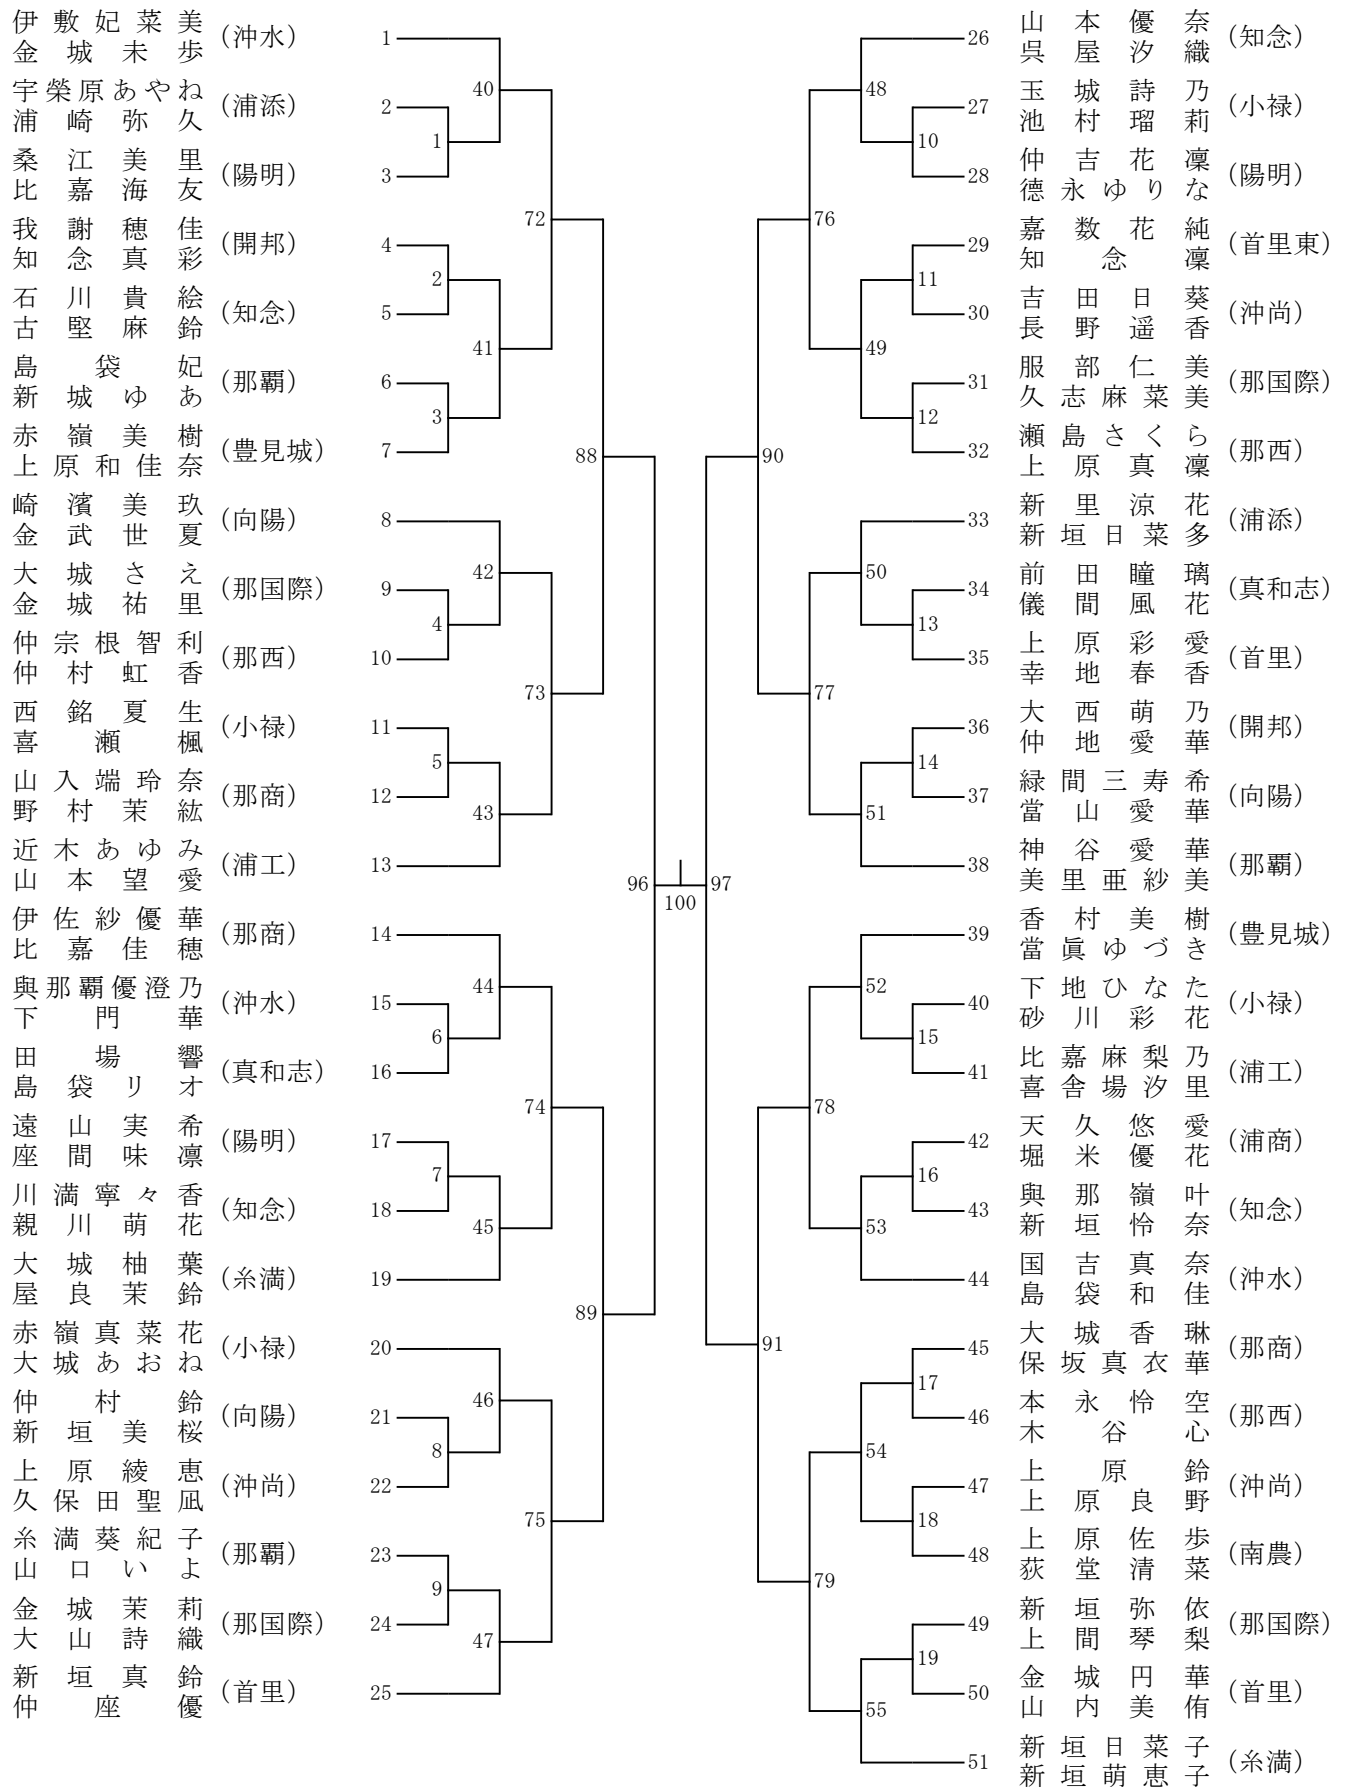 伊敷妃菜美
金城未歩
(沖水) 1
宇榮原あやね
浦崎弥久
(浦添) 2
桑江美里
比嘉海友
(陽明) 3
我謝穂佳
知念真彩
(開邦) 4
石川貴絵
古堅麻鈴
(知念) 5
島袋妃
新城ゆあ
(那覇) 6
赤嶺美樹
上原和佳奈
(豊見城) 7
崎濱美玖
金武世夏
(向陽) 8
大城さえ
金城祐里
(那国際) 9
仲宗根智利
仲村虹香
(那西) 10
西銘夏生
喜瀬楓
(小禄) 11
山入端玲奈
野村茉紘
(那商) 12
近木あゆみ
山本望愛
(浦工) 13
伊佐紗優華
比嘉佳穂
(那商) 14
與那覇優澄乃
下門華
(沖水) 15
田場響
島袋リオ
(真和志) 16
遠山実希
座間味凛
(陽明) 17
川満寧々香
親川萌花
(知念) 18
大城柚葉
屋良茉鈴
(糸満) 19
赤嶺真菜花
大城あおね
(小禄) 20
仲村鈴
新垣美桜
(向陽) 21
上原綾恵
久保田聖凪
(沖尚) 22
糸満葵紀子
山口いよ
(那覇) 23
金城茉莉
大山詩織
(那国際) 24
新垣真鈴
仲座優
(首里) 25
40
1
72
2
41
3
88
42
4
73
5
43
96
44
6
74
7
45
89
46
8
75
9
47
100
97
48
10
76
11
49
12
90
50
13
77
14
51
52
15
78
16
53
91
17
54
18
79
19
55
26 山本優奈
呉屋汐織
(知念)
27 玉城詩乃
池村瑠莉
(小禄)
28 仲吉花凜
德永ゆりな
(陽明)
29 嘉数花純
知念凜
(首里東)
30 吉田日葵
長野遥香
(沖尚)
31 服部仁美
久志麻菜美
(那国際)
32 瀬島さくら
上原真凜
(那西)
33 新里涼花
新垣日菜多
(浦添)
34 前田瞳璃
儀間風花
(真和志)
35 上原彩愛
幸地春香
(首里)
36 大西萌乃
仲地愛華
(開邦)
37 緑間三寿希
當山愛華
(向陽)
38 神谷愛華
美里亜紗美
(那覇)
39 香村美樹
當眞ゆづき
(豊見城)
40 下地ひなた
砂川彩花
(小禄)
41 比嘉麻梨乃
喜舎場汐里
(浦工)
42 天久悠愛
堀米優花
(浦商)
43 與那嶺叶
新垣怜奈
(知念)
44 国吉真奈
島袋和佳
(沖水)
45 大城香琳
保坂真衣華
(那商)
46 本永怜空
木谷心
(那西)
47 上原鈴
上原良野
(沖尚)
48 上原佐歩
荻堂清菜
(南農)
49 新垣弥依
上間琴梨
(那国際)
50 金城円華
山内美侑
(首里)
51 新垣日菜子
新垣萌恵子
(糸満)